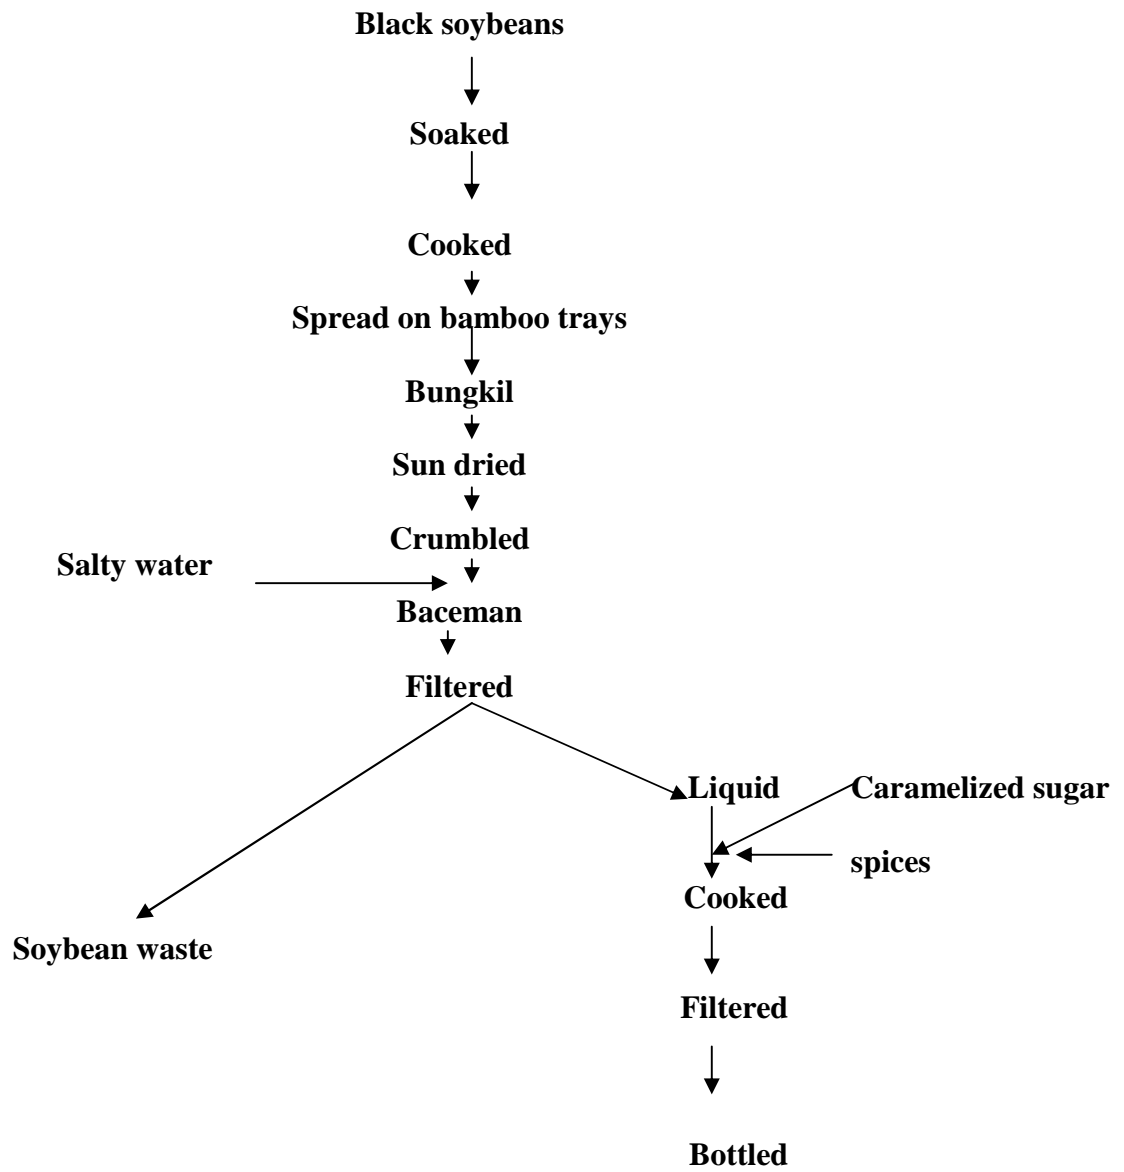 Black soybeans
Soaked
Cooked
Spread on bamboo trays
Bungkil
Sun dried
Crumbled
Salty water
Baceman
Filtered
Liquid
Caramelized sugar
spices
Cooked
Soybean waste
Filtered
Bottled